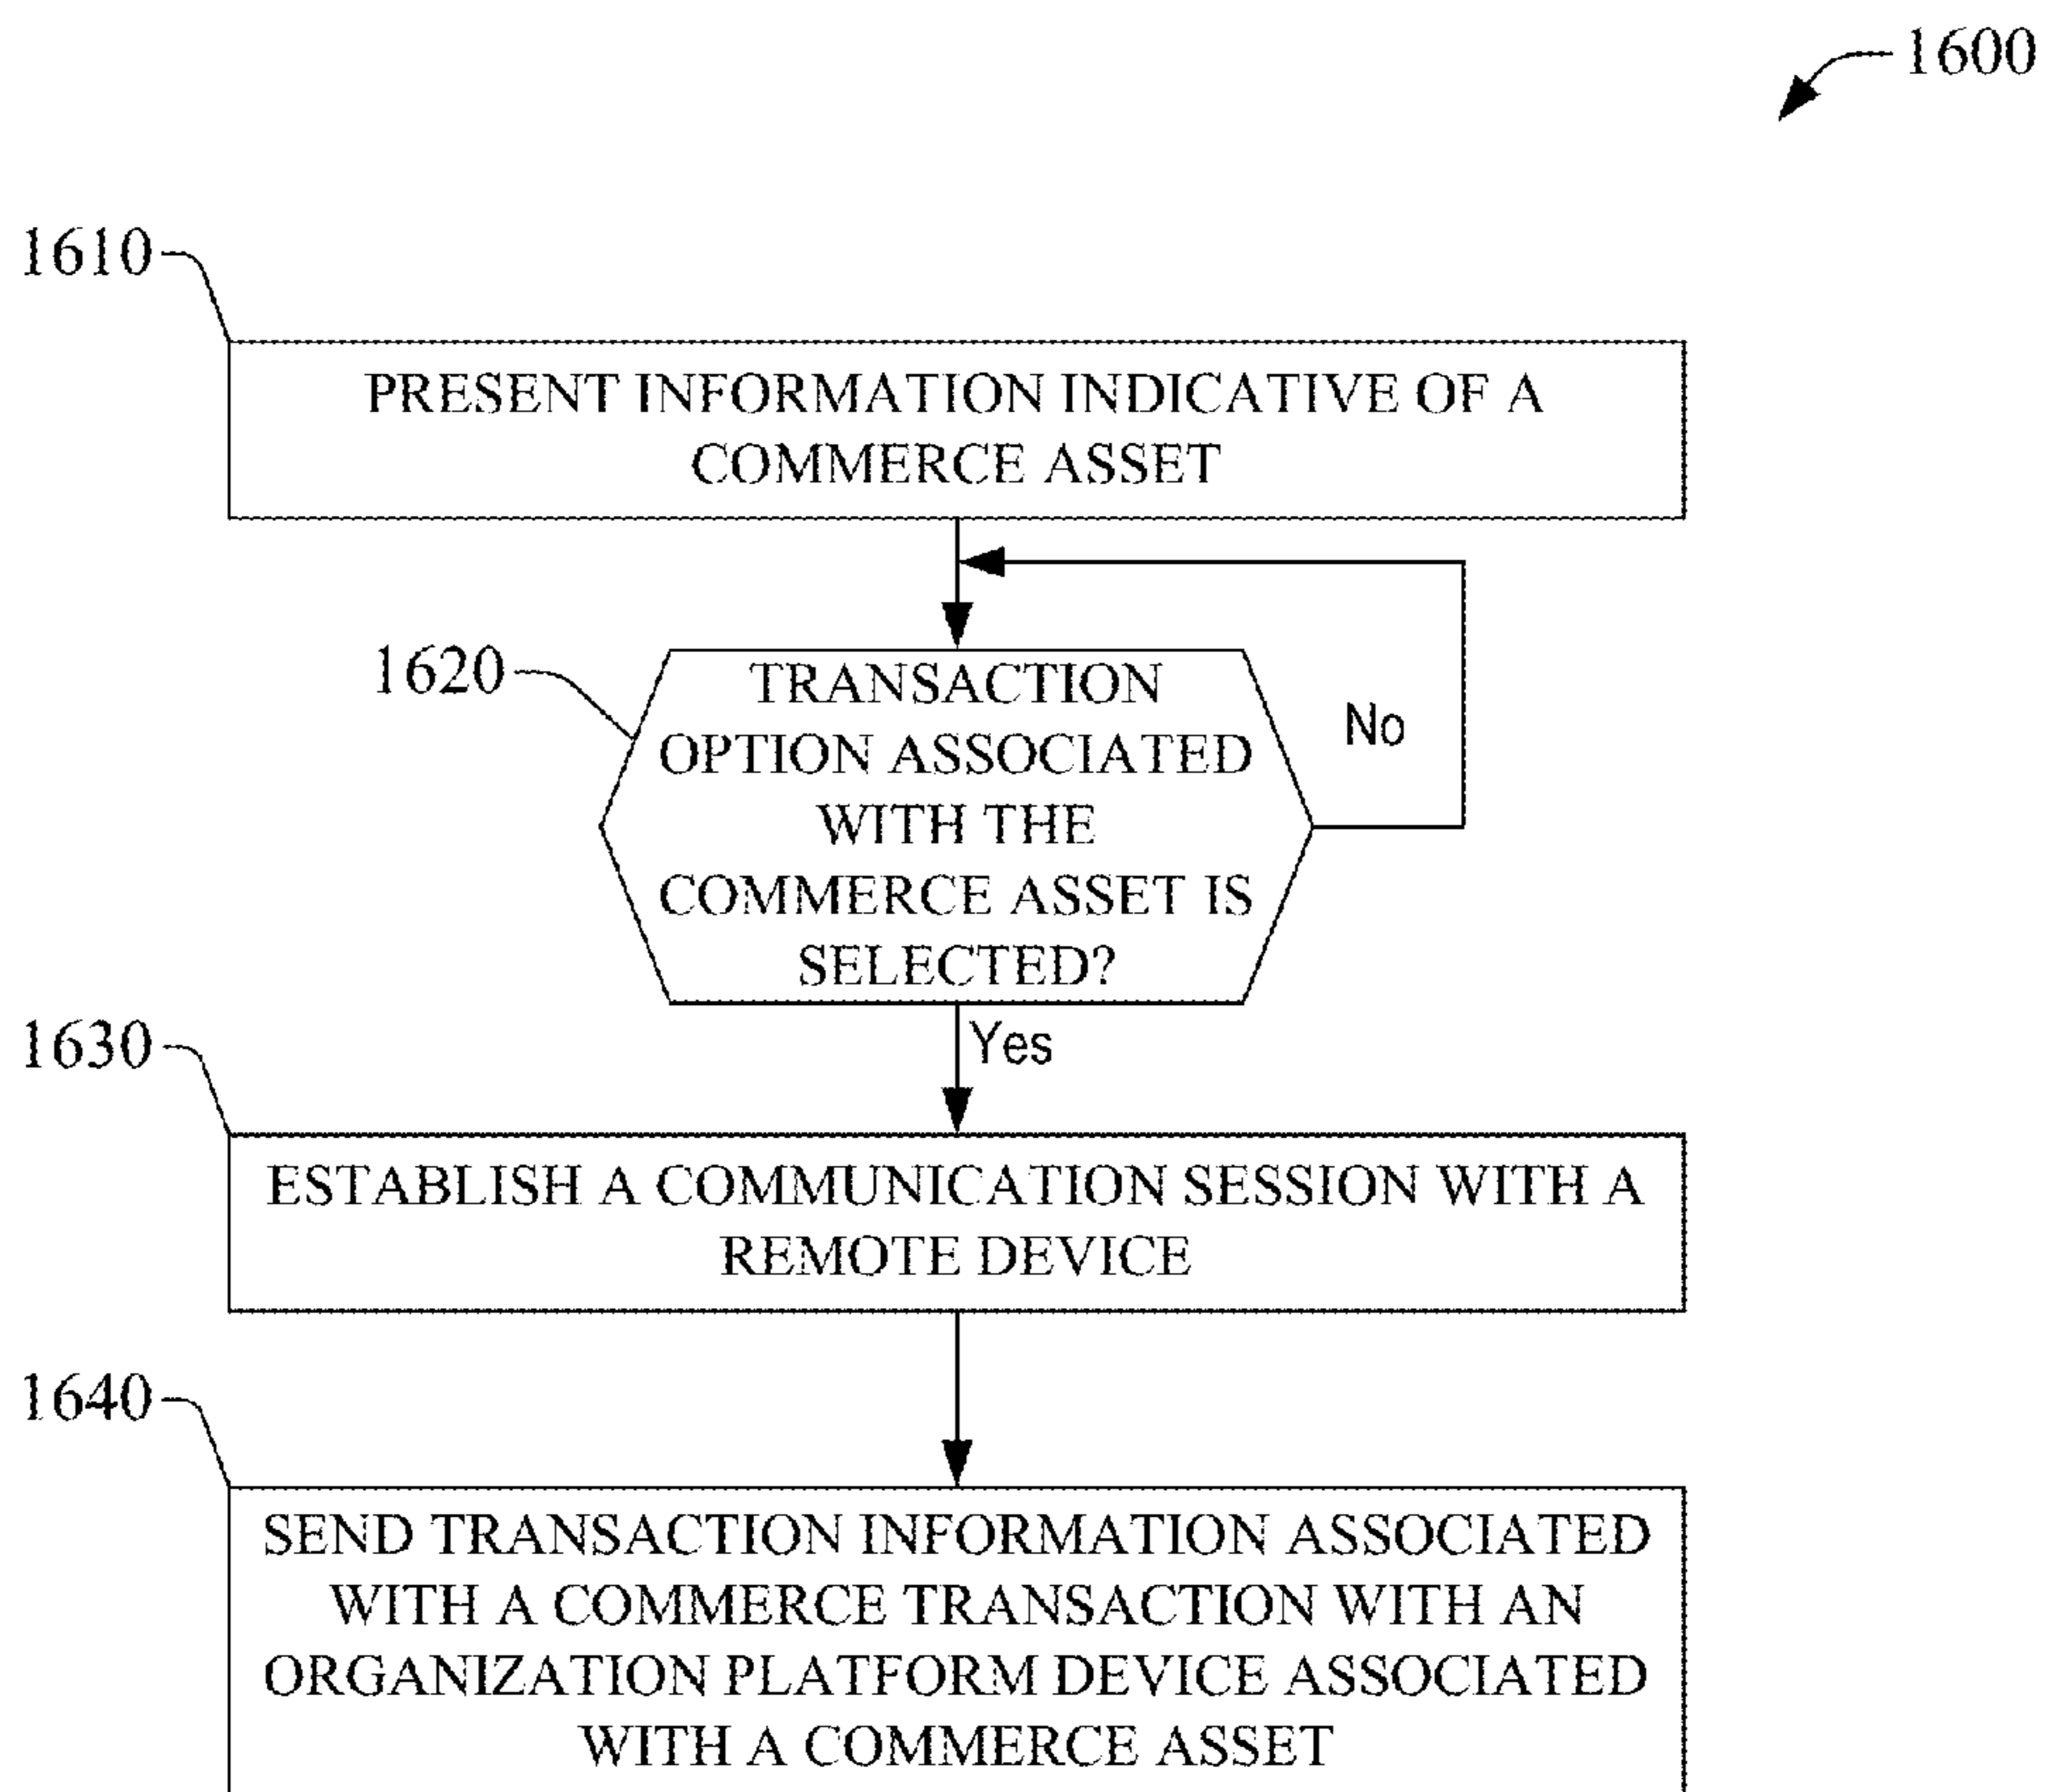 1600
1610
PRESENT INFORMATION INDICATIVE OF A
COMMERCE ASSET
1620
TRANSACTION
OPTION ASSOCIATED
WITH THE
COMMERCE ASSET IS
SELECTED?
No
Yes
1630
ESTABLISH A COMMUNICATION SESSION WITH A
REMOTE DEVICE
1640
SEND TRANSACTION INFORMATION ASSOCIATED
WITH A COMMERCE TRANSACTION WITH AN
ORGANIZATION PLATFORM DEVICE ASSOCIATED
WITH A COMMERCE ASSET